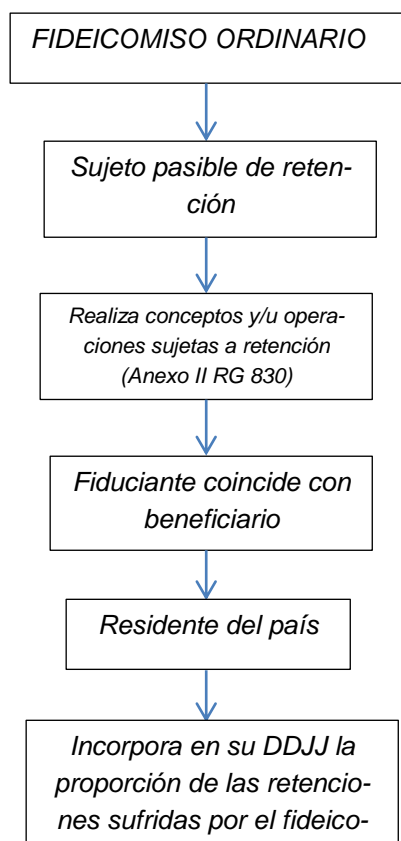 FIDEICOMISO ORDINARIO
Sujeto pasible de reten-
ción
Realiza conceptos y/u opera-
ciones sujetas a retención
(Anexo II RG 830)
Fiduciante coincide con
beneficiario
Residente del país
Incorpora en su DDJJ la
proporción de las retencio-
nes sufridas por el fideico-